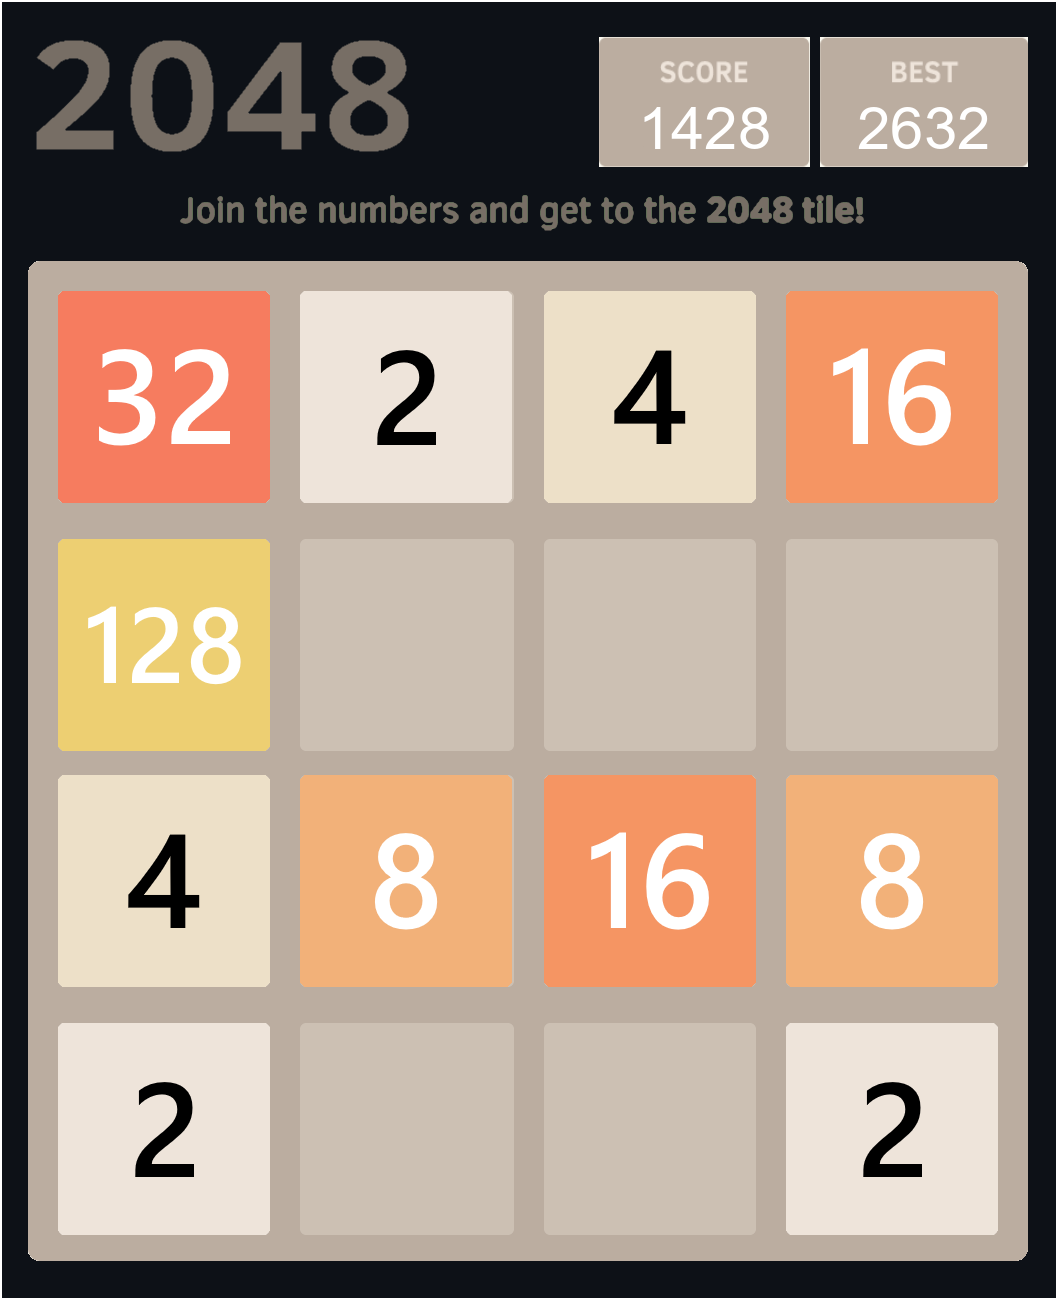 2048
SCORE BEST
1428 2632
Join the numbers and get to the 2048 tile!
32 2 4 16
128
4 8 16 8
2 2